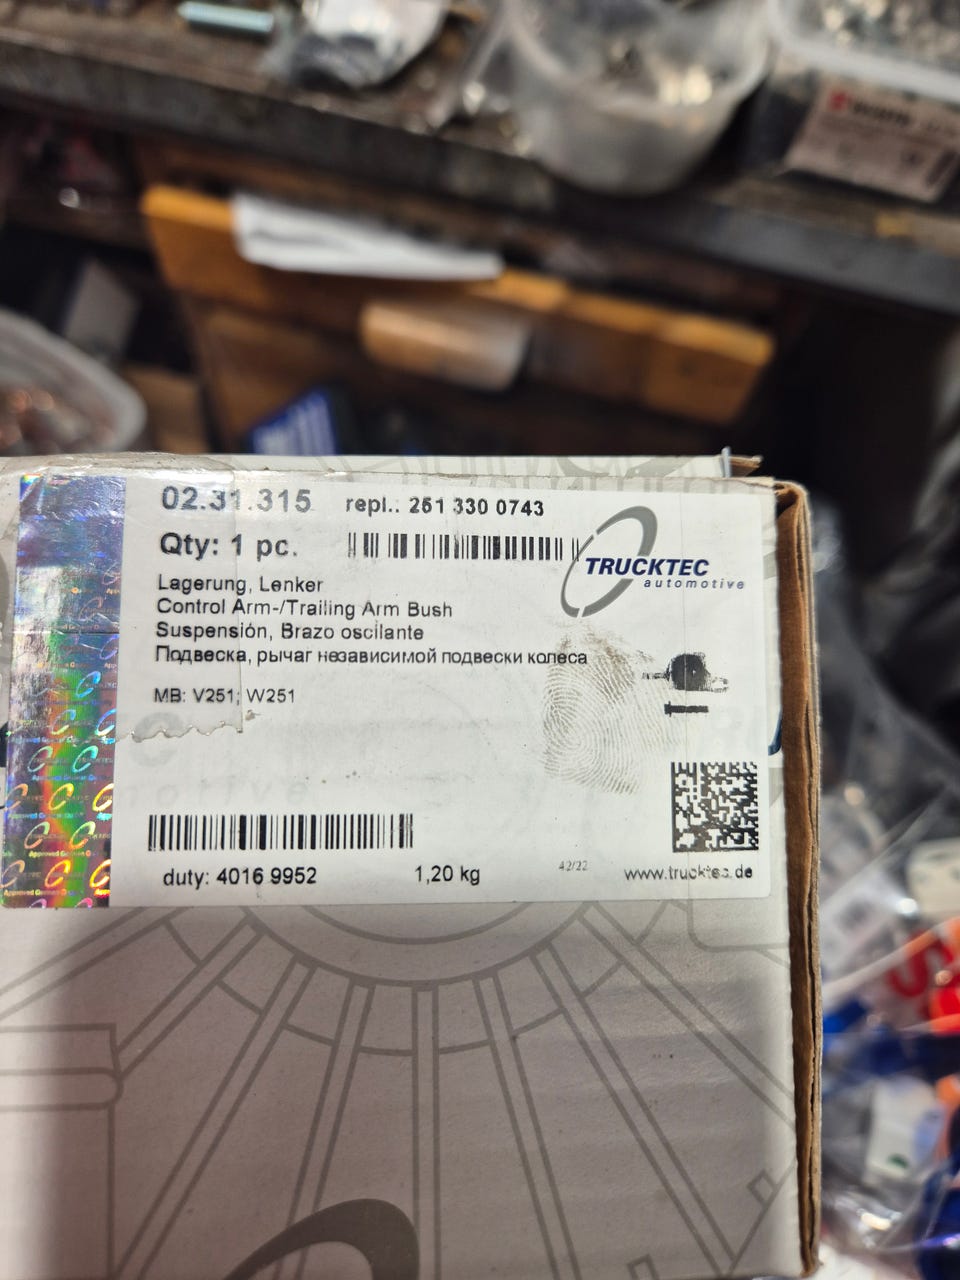 02.31.315 repl.: 251 330 0743
Qty: 1 pc.
TRUCKTEC
automotive
Lagerung, Lenker
Control Arm-/Trailing Arm Bush
Suspensión, Brazo oscilante
Подвеска, рычаг независимой подвески колеса
MB: V251; W251
duty: 4016 9952 1,20 kg 42/22 www.trucktec.de